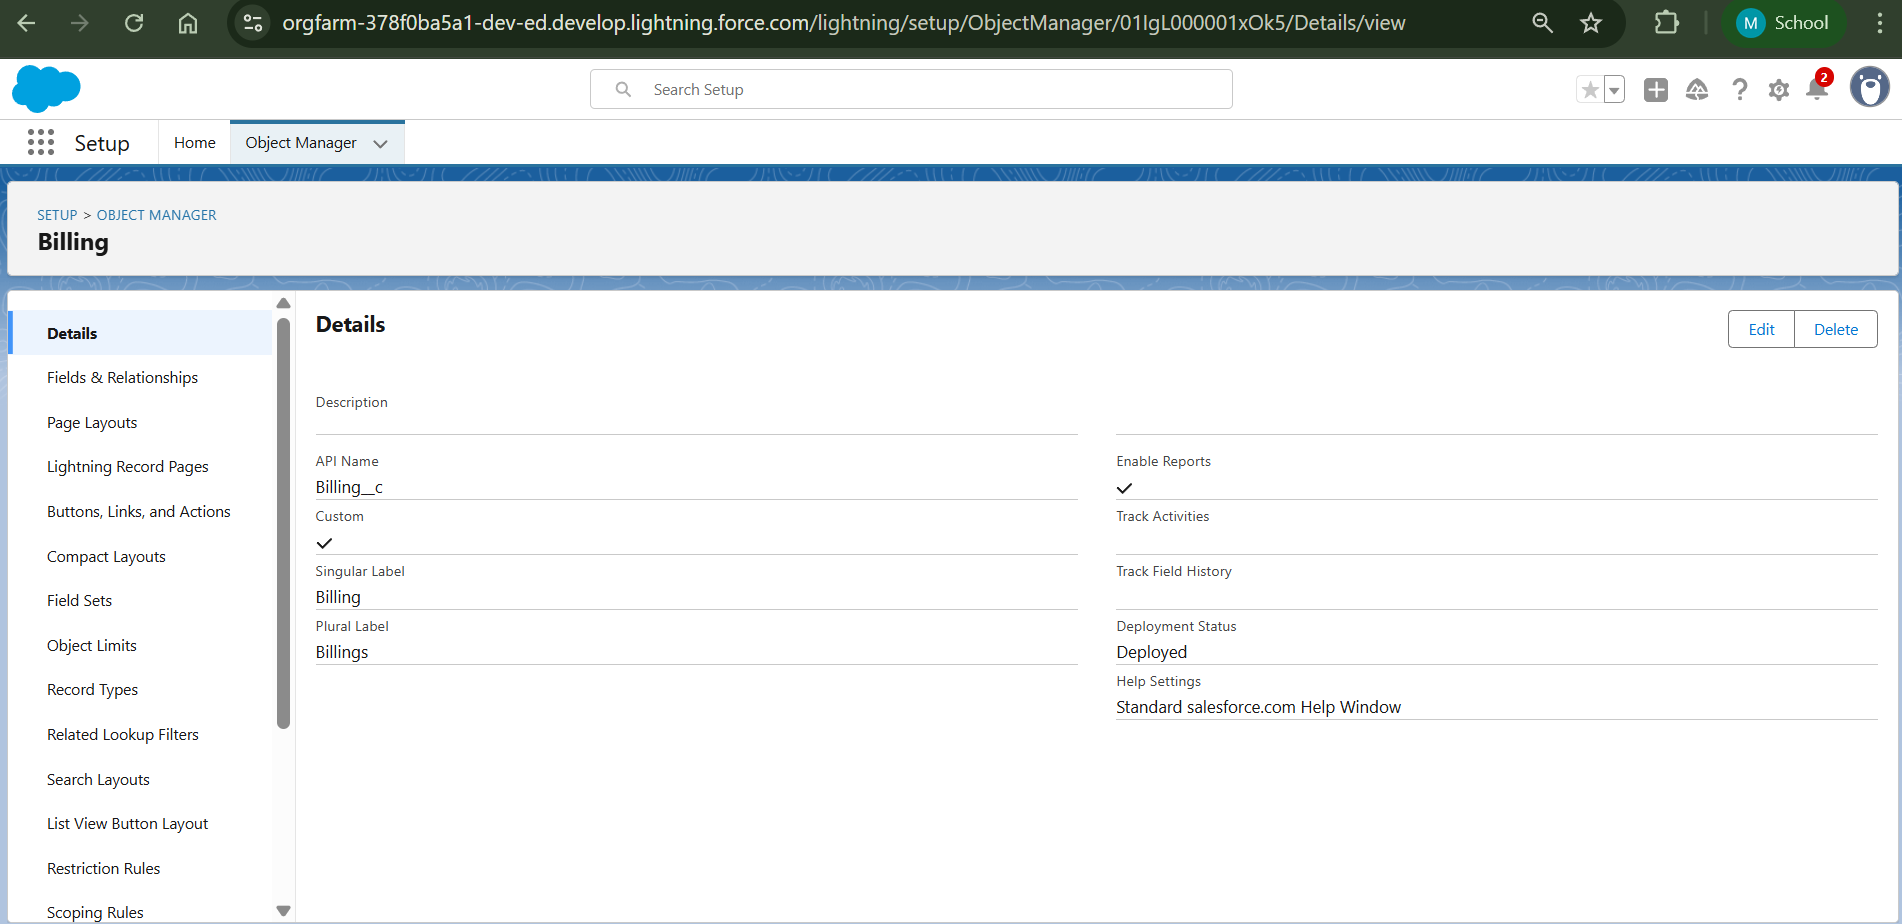 orgfarm-378f0ba5a1-dev-ed.develop.lightning.force.com/lightning/setup/ObjectManager/01IgL000001xOk5/Details/view
M School
Search Setup
2
Setup
Home
Object Manager
SETUP > OBJECT MANAGER
Billing
Details
Fields & Relationships
Page Layouts
Lightning Record Pages
Buttons, Links, and Actions
Compact Layouts
Field Sets
Object Limits
Record Types
Related Lookup Filters
Search Layouts
List View Button Layout
Restriction Rules
Scoping Rules
Details
Edit
Delete
Description
API Name
Billing__c
Custom
Singular Label
Billing
Plural Label
Billings
Enable Reports
Track Activities
Track Field History
Deployment Status
Deployed
Help Settings
Standard salesforce.com Help Window